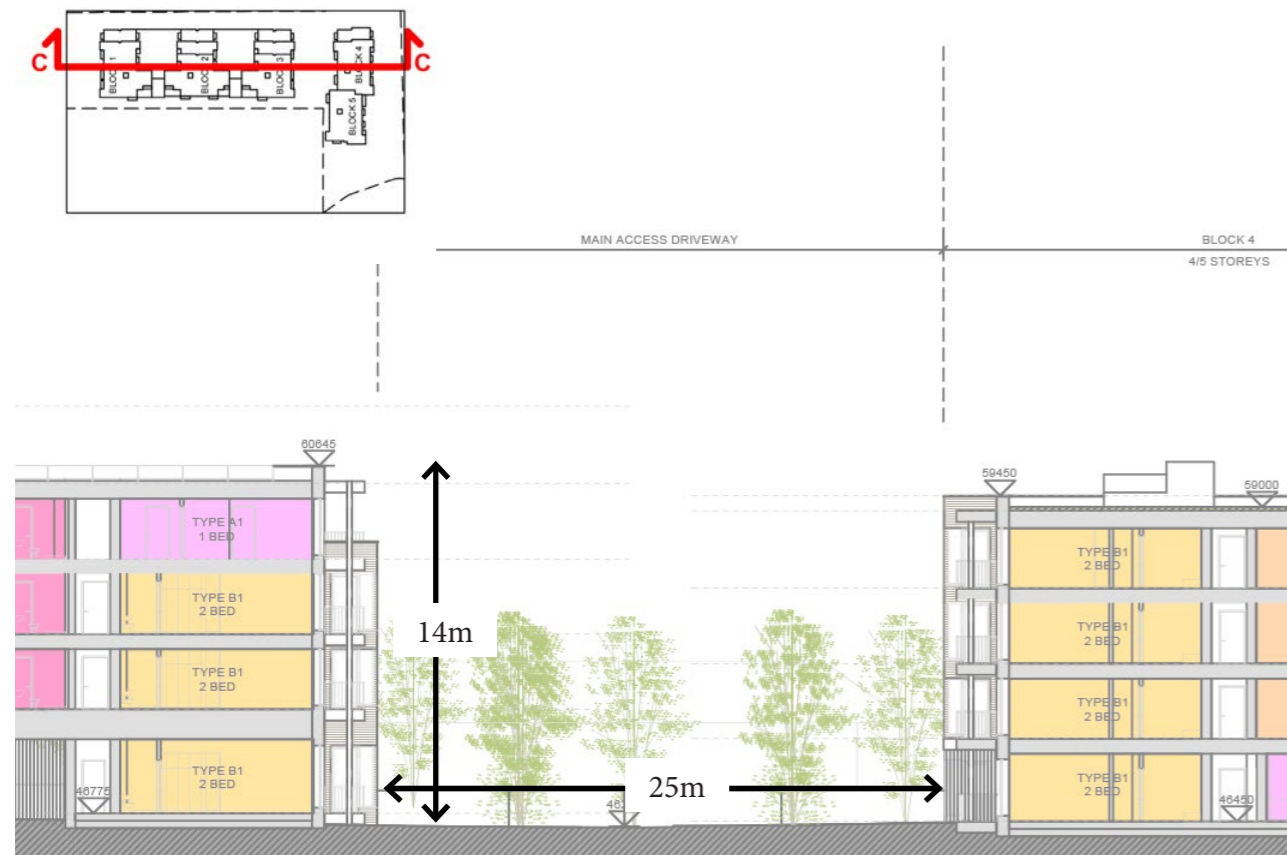 C
C
BLOCK 1
BLOCK 2
BLOCK 3
BLOCK 4
BLOCK 5
MAIN ACCESS DRIVEWAY
BLOCK 4
4/5 STOREYS
60645
59450
59000
TYPE A1
1 BED
TYPE B1
2 BED
TYPE B1
2 BED
TYPE B1
2 BED
46775
14m
25m
TYPE B1
2 BED
TYPE B1
2 BED
TYPE B1
2 BED
TYPE B1
2 BED
46450